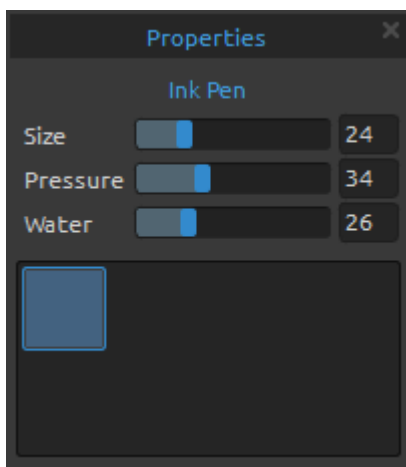 Properties
Ink Pen
Size 24
Pressure 34
Water 26